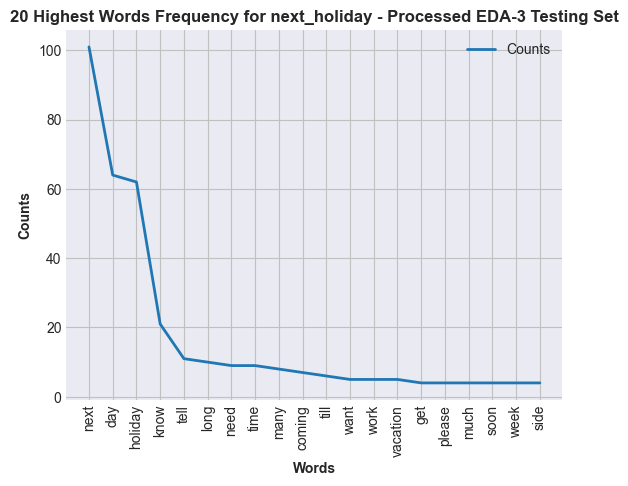 20 Highest Words Frequency for next_holiday - Processed EDA-3 Testing Set
Counts
100
80
60
40
20
0
Counts
next
day
holiday
know
tell
long
need
time
many
coming
till
want
work
vacation
get
please
much
soon
week
side
Words